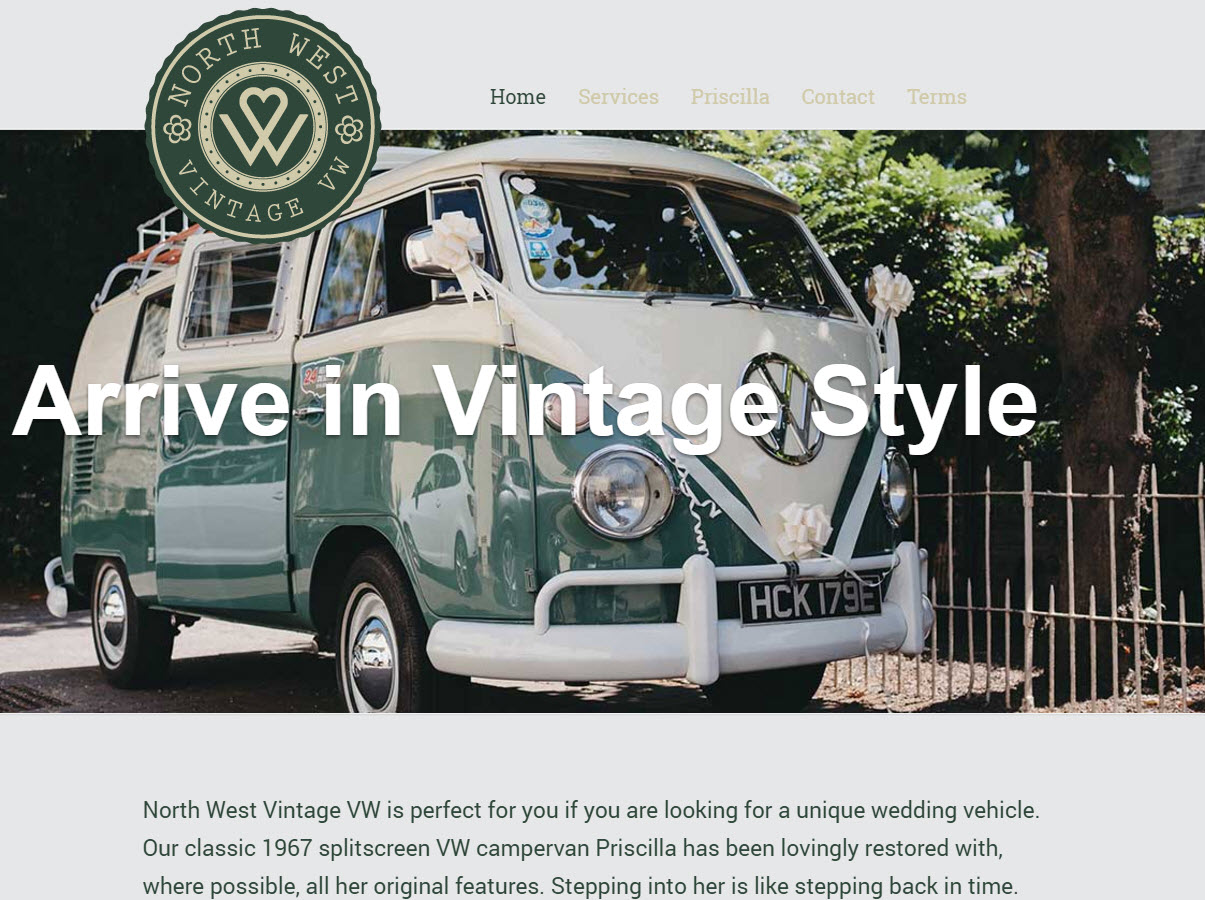 NORTH WEST
VINTAGE VW
Home Services Priscilla Contact Terms
24
Arrive in Vintage Style
HCK 179E
North West Vintage VW is perfect for you if you are looking for a unique wedding vehicle.
Our classic 1967 splitscreen VW campervan Priscilla has been lovingly restored with,
where possible, all her original features. Stepping into her is like stepping back in time.